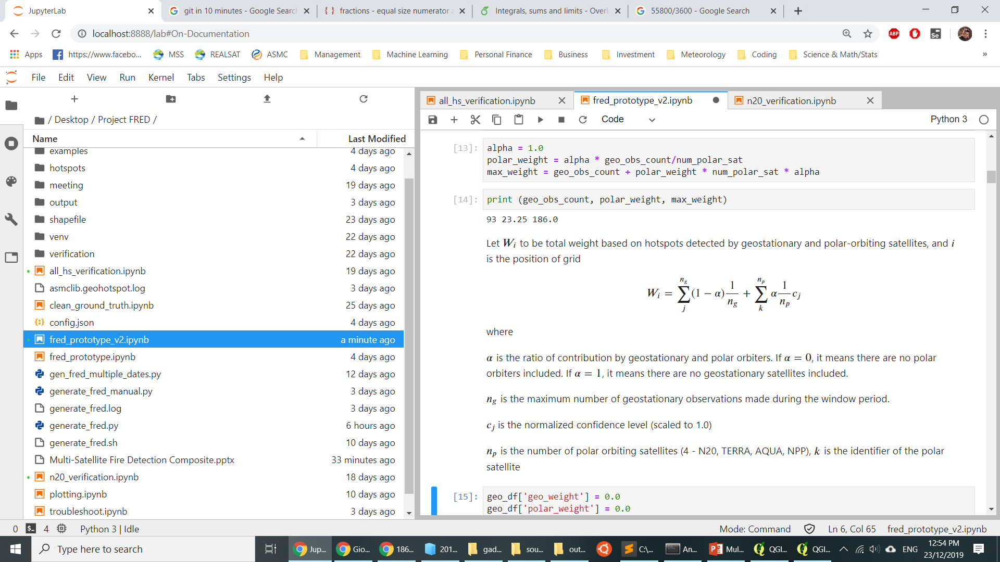 JupyterLab
git in 10 minutes - Google Search
fractions - equal size numerator a
Integrals, sums and limits - Overl
55800/3600 - Google Search
localhost:8888/lab#On-Documentation
ABP
Se
Apps
https://www.facebo...
MSS
REALSAT
ASMC
Management
Machine Learning
Personal Finance
Business
Investment
Meteorology
Coding
Science & Math/Stats
»
File Edit View Run Kernel Tabs Settings Help
/ Desktop / Project FRED /
Name Last Modified
examples 4 days ago
hotspots 4 days ago
meeting 19 days ago
output 3 days ago
shapefile 23 days ago
venv 22 days ago
verification 22 days ago
all_hs_verification.ipynb 19 days ago
asmclib.geohotspot.log 3 days ago
clean_ground_truth.ipynb 25 days ago
config.json 4 days ago
fred_prototype_v2.ipynb a minute ago
fred_prototype.ipynb 4 days ago
gen_fred_multiple_dates.py 12 days ago
generate_fred_manual.py 3 days ago
generate_fred.log 3 days ago
generate_fred.py 6 hours ago
generate_fred.sh 10 days ago
Multi-Satellite Fire Detection Composite.pptx 33 minutes ago
n20_verification.ipynb 18 days ago
plotting.ipynb 10 days ago
troubleshoot.ipynb 3 days ago
all_hs_verification.ipynb
fred_prototype_v2.ipynb
n20_verification.ipynb
Code
Python 3
[13]: alpha = 1.0
polar_weight = alpha * geo_obs_count/num_polar_sat
max_weight = geo_obs_count + polar_weight * num_polar_sat * alpha
[14]: print (geo_obs_count, polar_weight, max_weight)
93 23.25 186.0
Let W_i to be total weight based on hotspots detected by geostationary and polar-orbiting satellites, and i
is the position of grid
W_i = ∑_j^{n_g} (1 − α) 1/n_g + ∑_k^{n_p} α 1/n_p c_j
where
α is the ratio of contribution by geostationary and polar orbiters. If α = 0, it means there are no polar
orbiters included. If α = 1, it means there are no geostationary satellites included.
n_g is the maximum number of geostationary observations made during the window period.
c_j is the normalized confidence level (scaled to 1.0)
n_p is the number of polar orbiting satellites (4 - N20, TERRA, AQUA, NPP), k is the identifier of the polar
satellite
[15]: geo_df['geo_weight'] = 0.0
geo_df['polar_weight'] = 0.0
0 $_ 4 Python 3 | Idle
Mode: Command Ln 6, Col 65 fred_prototype_v2.ipynb
Type here to search
Jup...
Gio...
186...
201...
gad...
sou...
out...
C:\...
An...
Mul...
QGI...
QGI...
ENG
12:54 PM
23/12/2019